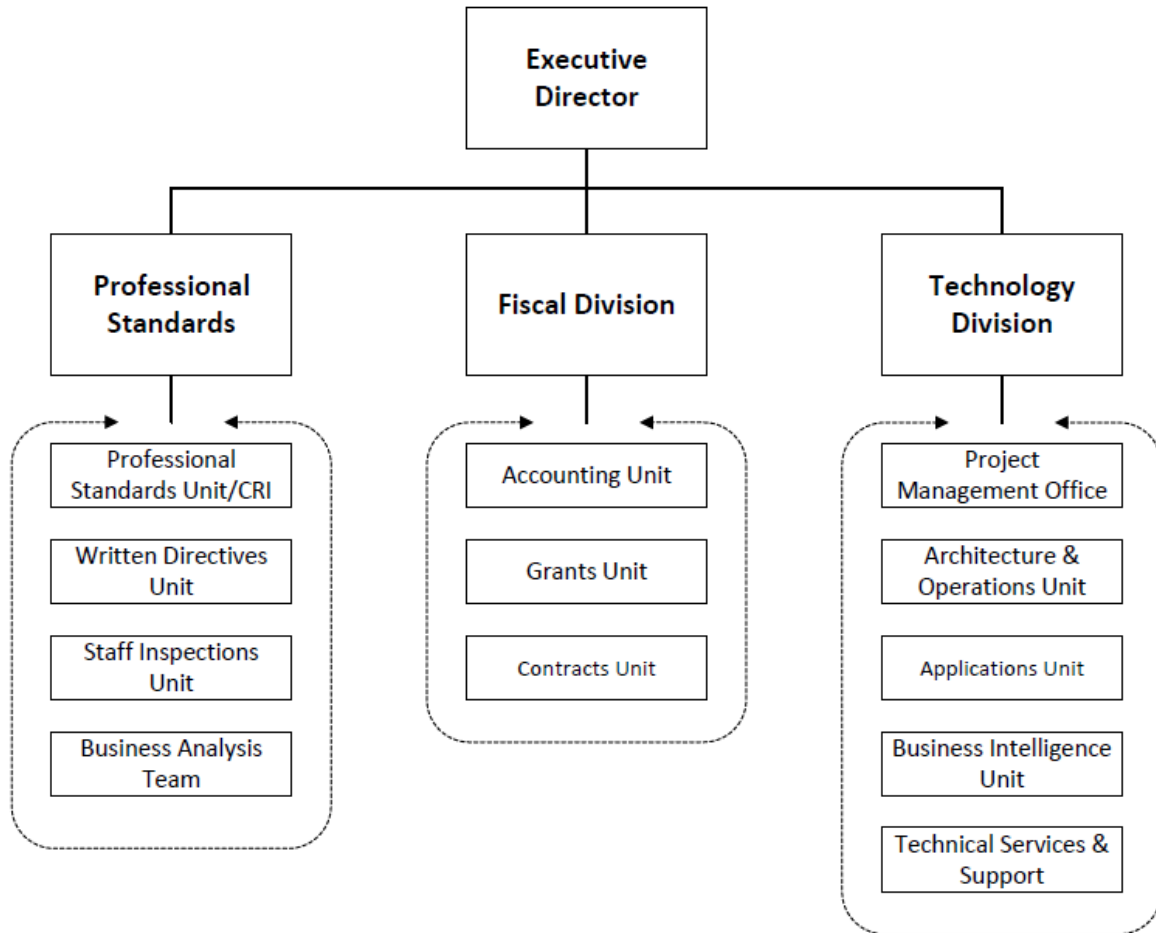 Executive
Director
Professional
Standards
Fiscal Division
Technology
Division
Professional
Standards Unit/CRI
Written Directives
Unit
Staff Inspections
Unit
Business Analysis
Team
Accounting Unit
Grants Unit
Contracts Unit
Project
Management Office
Architecture &
Operations Unit
Applications Unit
Business Intelligence
Unit
Technical Services &
Support